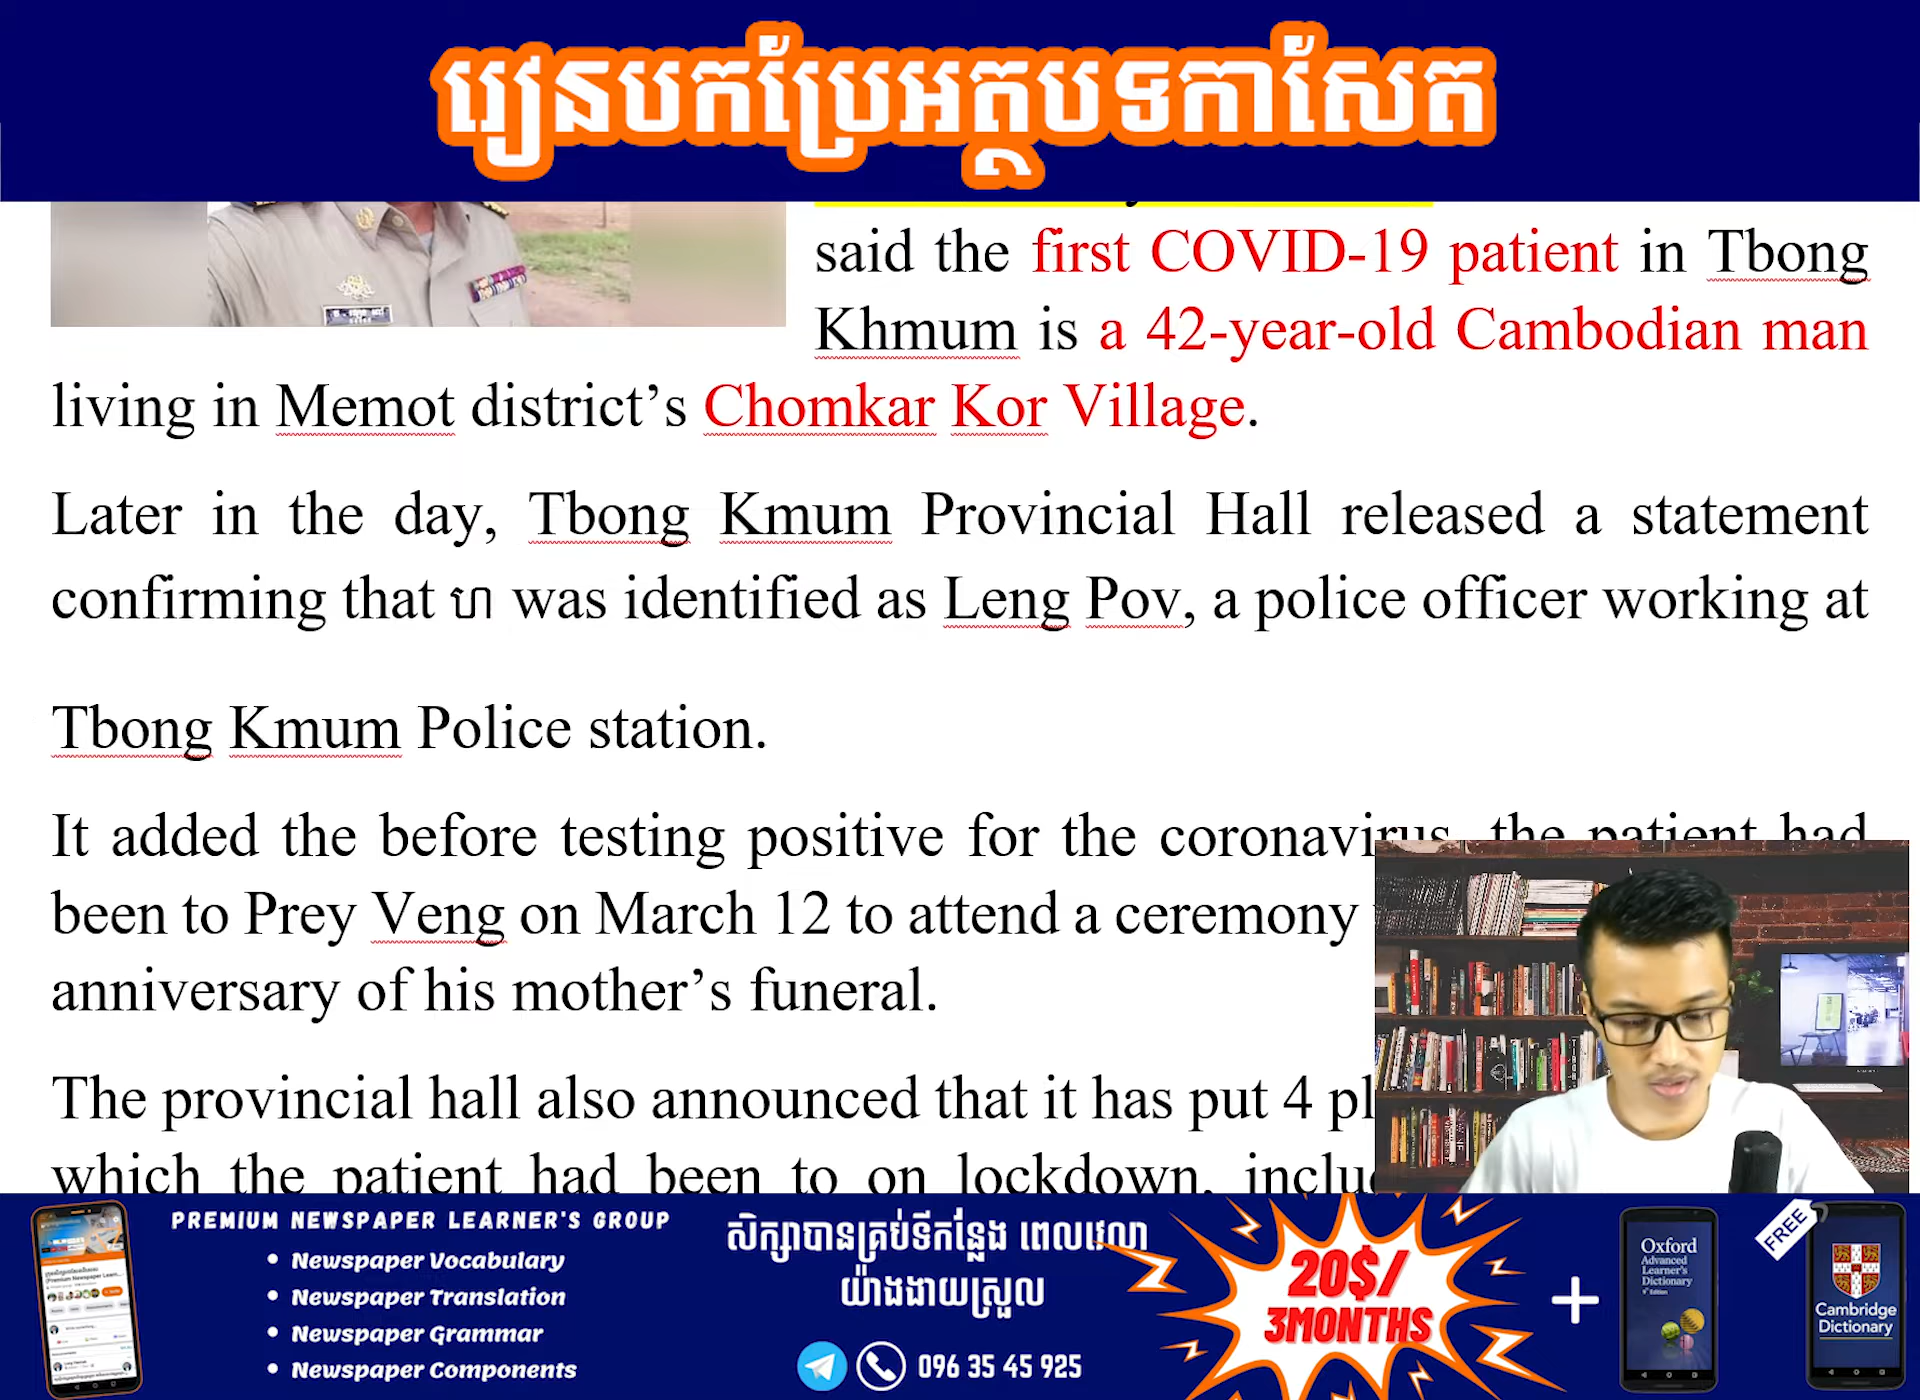 រៀនបកប្រែអត្ថបទកាសែត
said the first COVID-19 patient in Tbong
Khmum is a 42-year-old Cambodian man
living in Memot district’s Chomkar Kor Village.
Later in the day, Tbong Kmum Provincial Hall released a statement
confirming that ហ was identified as Leng Pov, a police officer working at
Tbong Kmum Police station.
It added the before testing positive for the coronavirus, the patient had
been to Prey Veng on March 12 to attend a ceremony
anniversary of his mother’s funeral.
The provincial hall also announced that it has put 4 pl
which the patient had been to on lockdown, inclu
PREMIUM NEWSPAPER LEARNER'S GROUP
• Newspaper Vocabulary
• Newspaper Translation
• Newspaper Grammar
• Newspaper Components
សិក្សាបានគ្រប់ទីកន្លែង ពេលវេលា
យ៉ាងងាយស្រួល
096 35 45 925
20$/
3MONTHS
+
Oxford
Advanced
Learner's
Dictionary
9th Edition
FREE
Cambridge
Dictionary